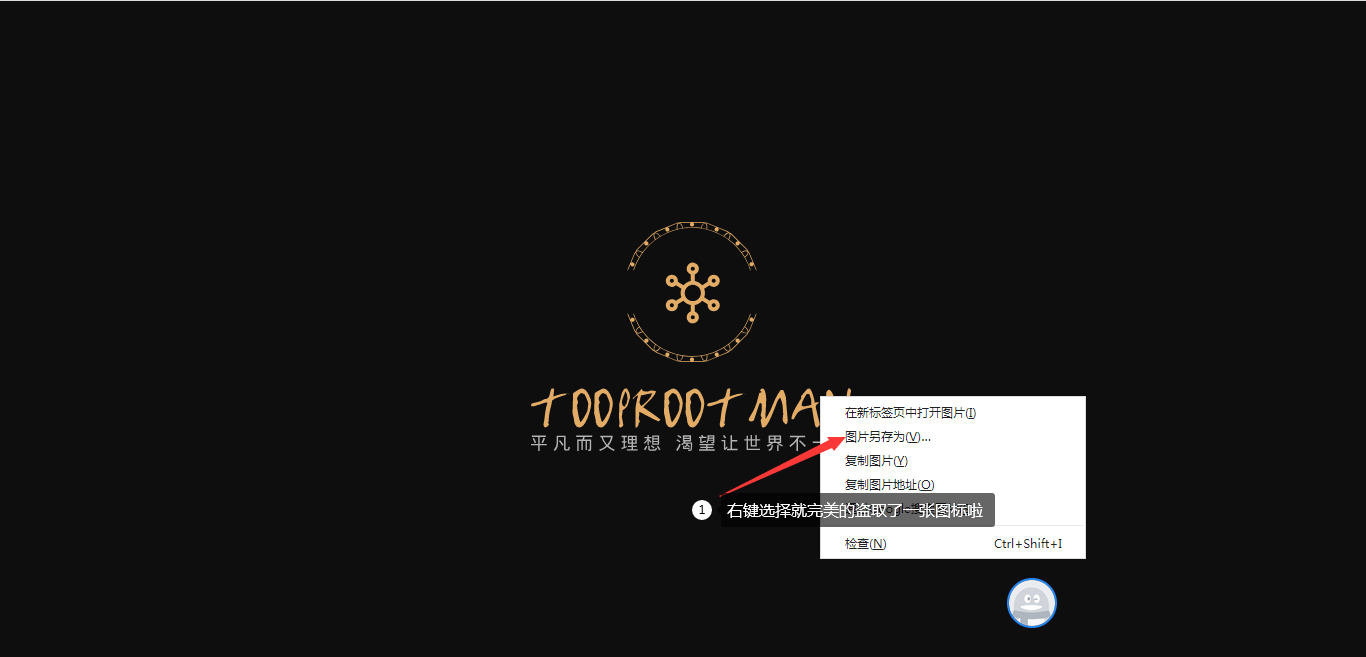 TOOPROOT MAN
平凡而又理想 渴望让世界不一
在新标签页中打开图片(I)
图片另存为(V)...
复制图片(Y)
复制图片地址(O)
1 右键选择就完美的盗取了一张图标啦
检查(N) Ctrl+Shift+I